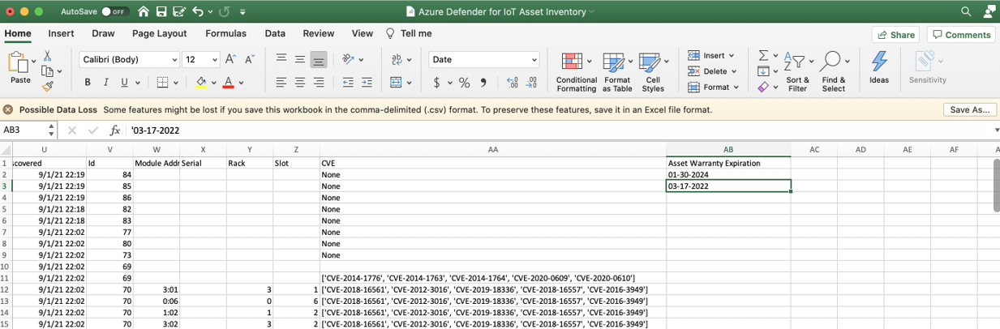 AutoSave OFF Azure Defender for IoT Asset Inventory
Home Insert Draw Page Layout Formulas Data Review View Tell me Share Comments
Paste Calibri (Body) 12 A^ A˅ ab Date Conditional Formatting Format as Table Cell Styles Insert Delete Format Sort & Filter Find & Select Ideas Sensitivity
B I U A $ % 9 .00
Possible Data Loss Some features might be lost if you save this workbook in the comma-delimited (.csv) format. To preserve these features, save it in an Excel file format. Save As...
AB3 fx '03-17-2022
U V W X Y Z AA AB AC AD AE AF A
1 scovered Id Module Addr Serial Rack Slot CVE Asset Warranty Expiration
2 9/1/21 22:19 84 None 01-30-2024
3 9/1/21 22:19 85 None 03-17-2022
4 9/1/21 22:19 86 None
5 9/1/21 22:18 82 None
6 9/1/21 22:18 83 None
7 9/1/21 22:02 77 None
8 9/1/21 22:02 80 None
9 9/1/21 22:02 73 None
10 9/1/21 22:02 69
11 9/1/21 22:02 69 ['CVE-2014-1776', 'CVE-2014-1763', 'CVE-2014-1764', 'CVE-2020-0609', 'CVE-2020-0610']
12 9/1/21 22:02 70 3:01 3 1 ['CVE-2018-16561', 'CVE-2012-3016', 'CVE-2019-18336', 'CVE-2018-16557', 'CVE-2016-3949']
13 9/1/21 22:02 70 0:06 0 6 ['CVE-2018-16561', 'CVE-2012-3016', 'CVE-2019-18336', 'CVE-2018-16557', 'CVE-2016-3949']
14 9/1/21 22:02 70 1:02 1 2 ['CVE-2018-16561', 'CVE-2012-3016', 'CVE-2019-18336', 'CVE-2018-16557', 'CVE-2016-3949']
15 9/1/21 22:02 70 3:02 3 2 ['CVE-2018-16561', 'CVE-2012-3016', 'CVE-2019-18336', 'CVE-2018-16557', 'CVE-2016-3949']